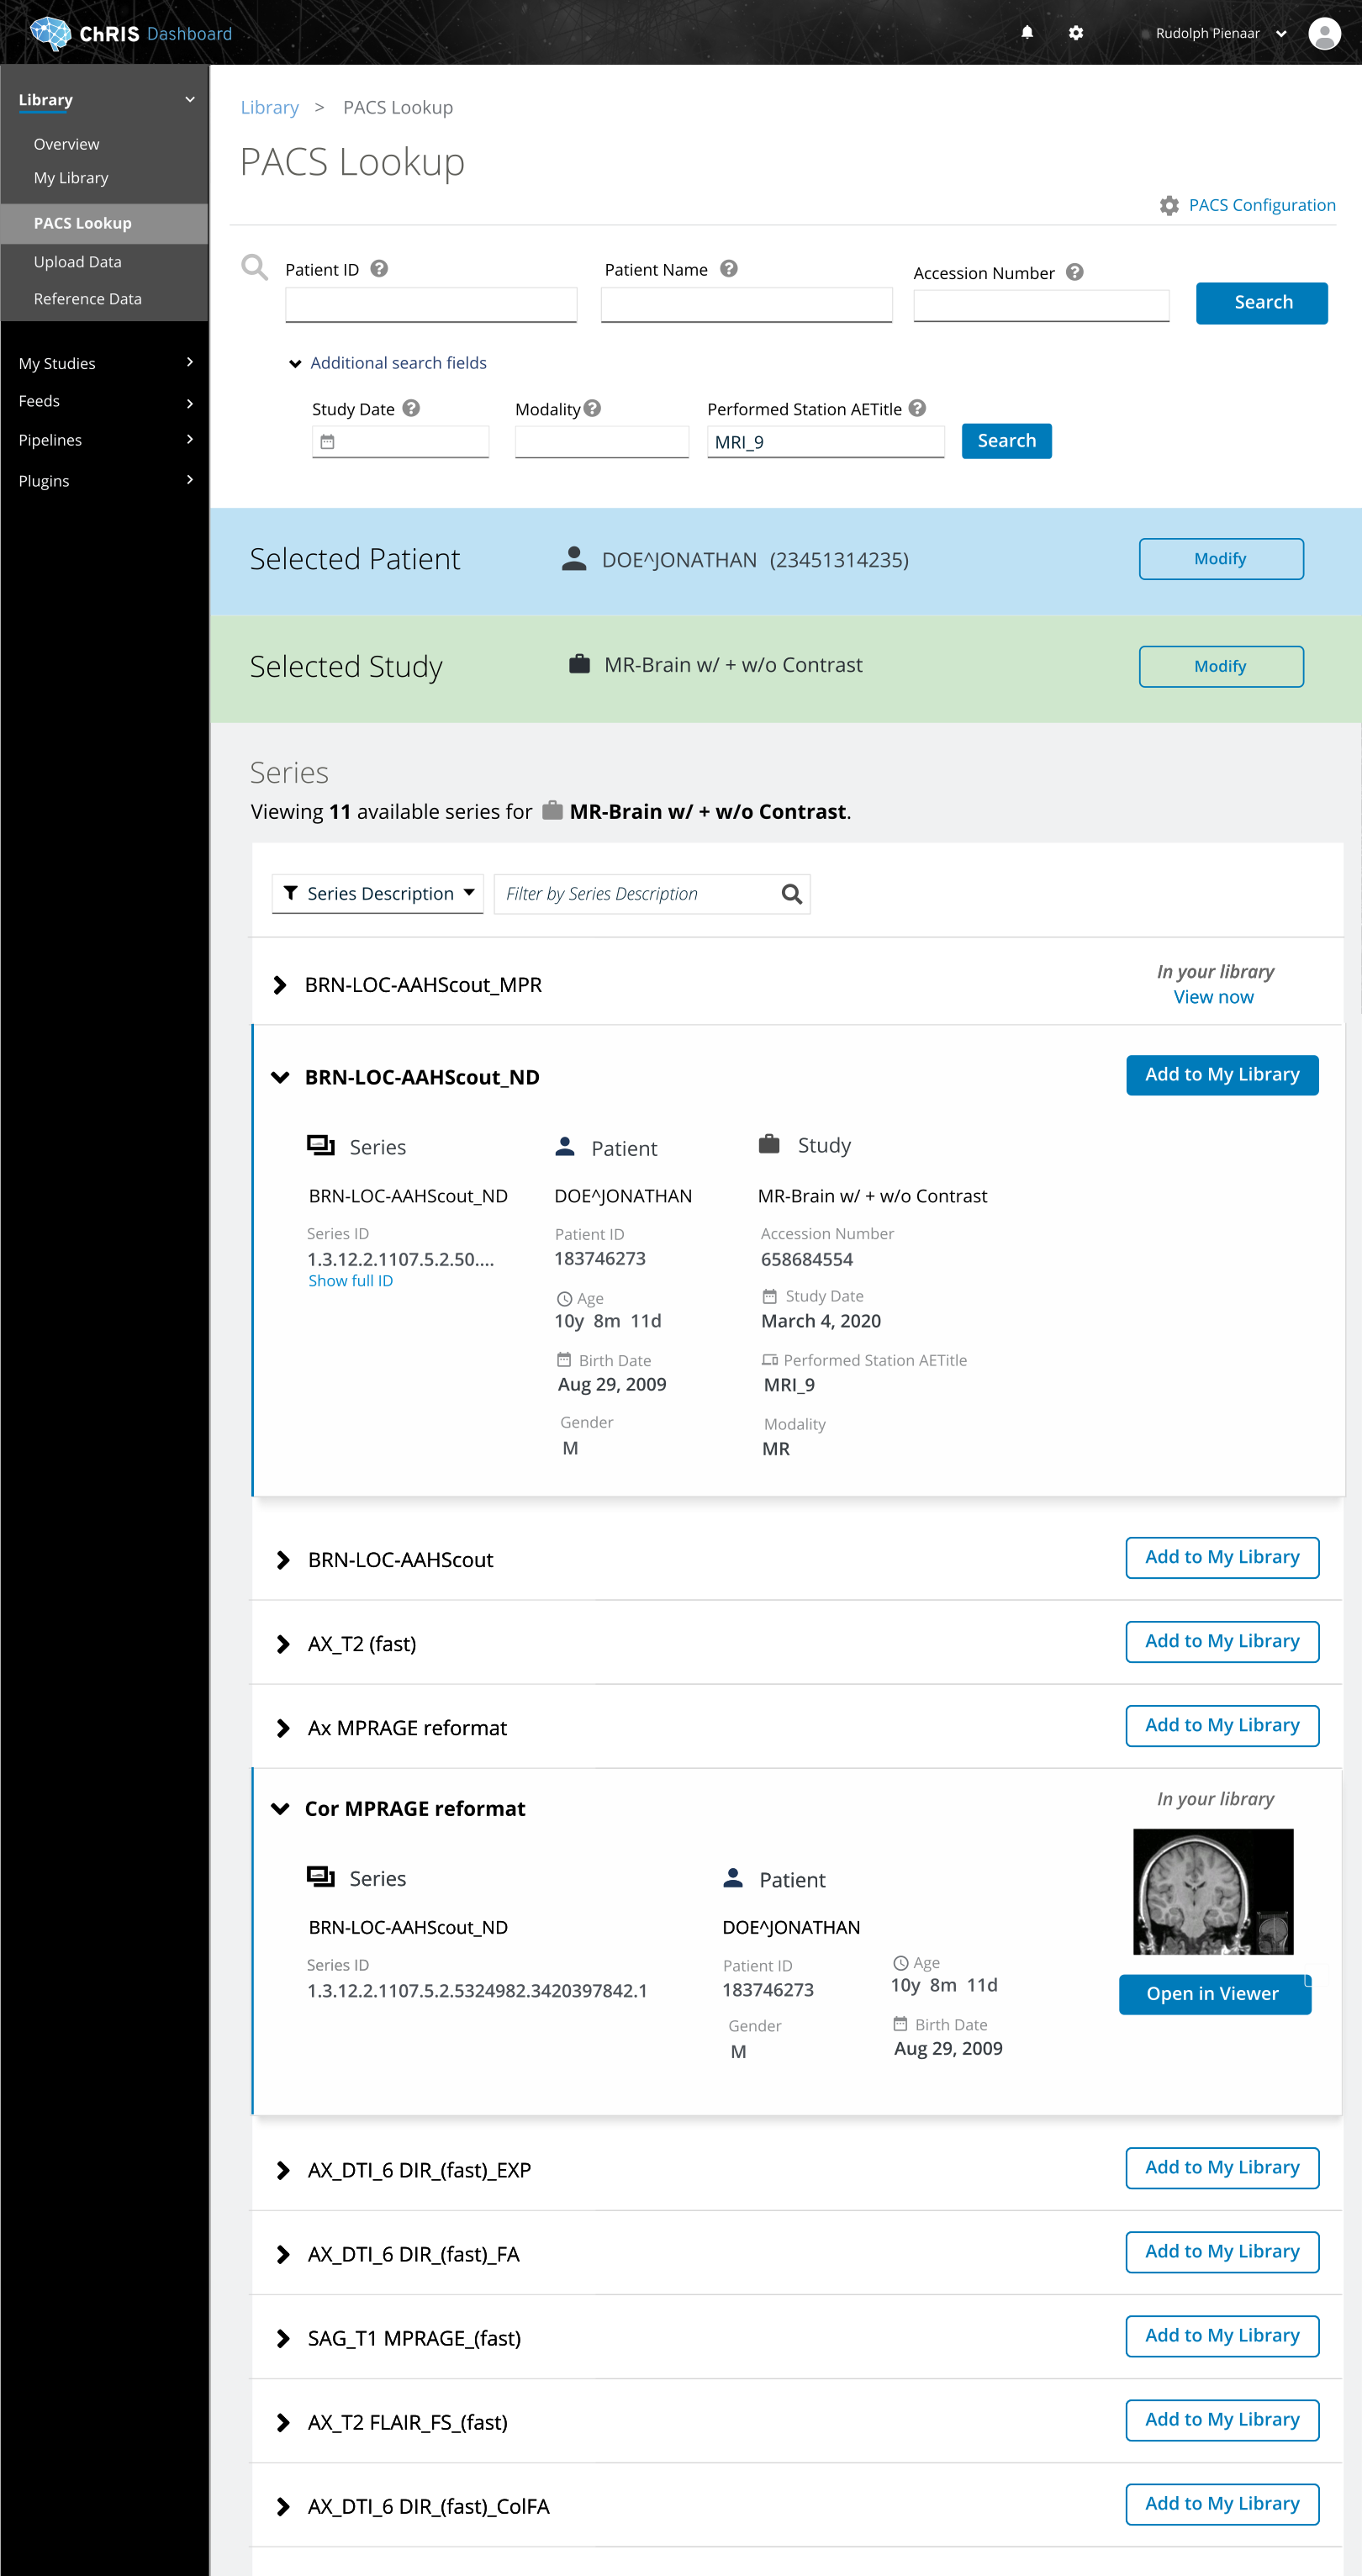 ChRIS Dashboard
Rudolph Pienaar
Library
Overview
My Library
PACS Lookup
Upload Data
Reference Data
My Studies
Feeds
Pipelines
Plugins
Library > PACS Lookup
PACS Lookup
PACS Configuration
Patient ID
Patient Name
Accession Number
Search
Additional search fields
Study Date
Modality
Performed Station AETitle
MRI_9
Search
Selected Patient
DOE^JONATHAN (23451314235)
Modify
Selected Study
MR-Brain w/ + w/o Contrast
Modify
Series
Viewing 11 available series for MR-Brain w/ + w/o Contrast.
Series Description
Filter by Series Description
BRN-LOC-AAHScout_MPR
In your library
View now
BRN-LOC-AAHScout_ND
Add to My Library
Series
BRN-LOC-AAHScout_ND
Series ID
1.3.12.2.1107.5.2.50....
Show full ID
Patient
DOE^JONATHAN
Patient ID
183746273
Age
10y 8m 11d
Birth Date
Aug 29, 2009
Gender
M
Study
MR-Brain w/ + w/o Contrast
Accession Number
658684554
Study Date
March 4, 2020
Performed Station AETitle
MRI_9
Modality
MR
BRN-LOC-AAHScout
Add to My Library
AX_T2 (fast)
Add to My Library
Ax MPRAGE reformat
Add to My Library
Cor MPRAGE reformat
In your library
Series
BRN-LOC-AAHScout_ND
Series ID
1.3.12.2.1107.5.2.5324982.3420397842.1
Patient
DOE^JONATHAN
Patient ID
183746273
Gender
M
Age
10y 8m 11d
Birth Date
Aug 29, 2009
Open in Viewer
AX_DTI_6 DIR_(fast)_EXP
Add to My Library
AX_DTI_6 DIR_(fast)_FA
Add to My Library
SAG_T1 MPRAGE_(fast)
Add to My Library
AX_T2 FLAIR_FS_(fast)
Add to My Library
AX_DTI_6 DIR_(fast)_ColFA
Add to My Library